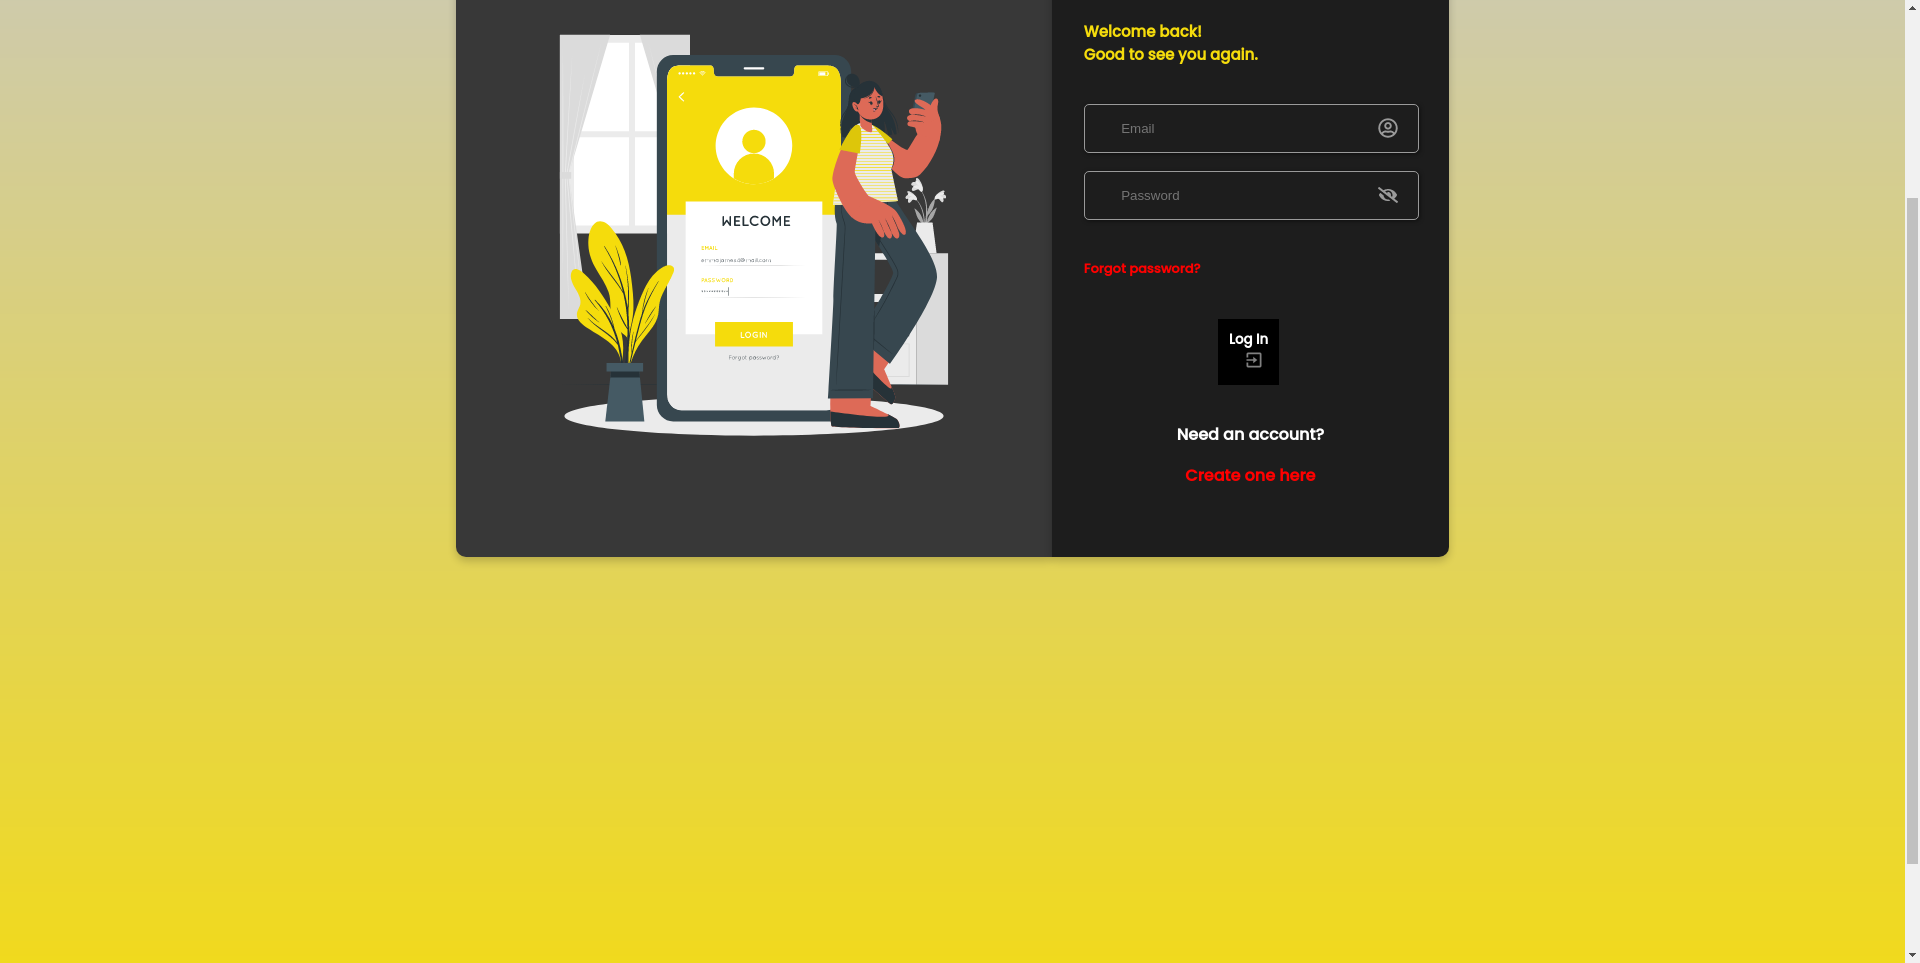 Welcome back!
Good to see you again.
Email
Password
Forgot password?
Log In
Need an account?
Create one here
WELCOME
EMAIL
PASSWORD
LOGIN
Forgot password?